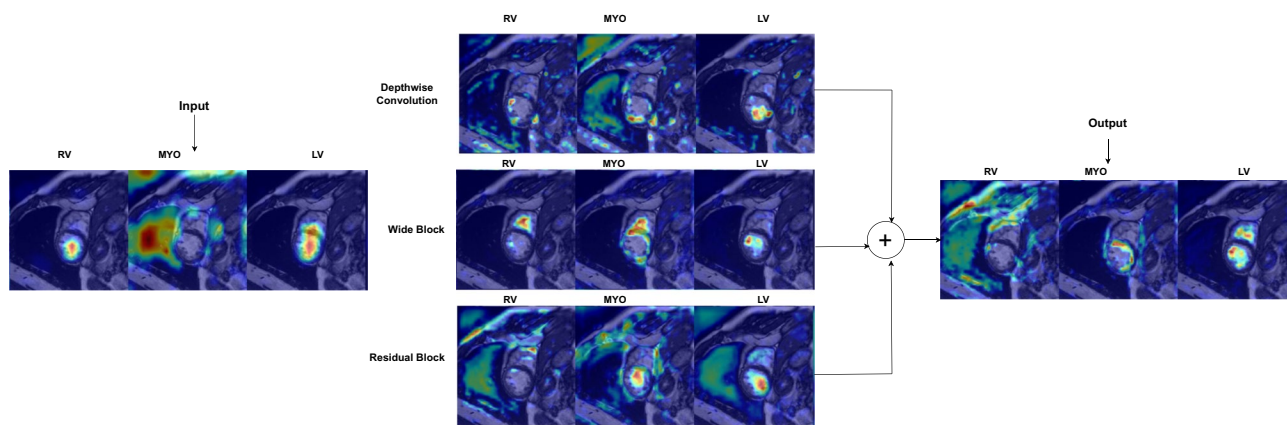 Input
RV MYO LV
RV MYO LV
Depthwise
Convolution
RV MYO LV
Wide Block
RV MYO LV
Residual Block
+
Output
RV MYO LV